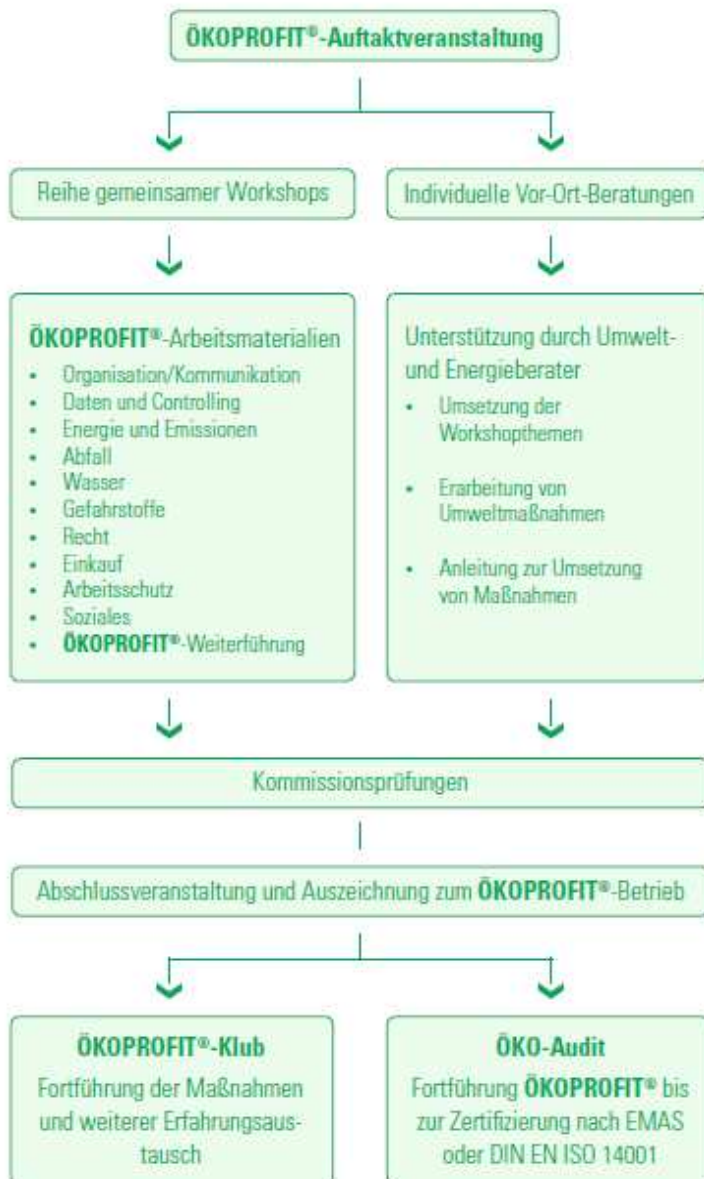 ÖKOPROFIT®-Auftaktveranstaltung
Reihe gemeinsamer Workshops
Individuelle Vor-Ort-Beratungen
ÖKOPROFIT®-Arbeitsmaterialien
• Organisation/Kommunikation
• Daten und Controlling
• Energie und Emissionen
• Abfall
• Wasser
• Gefahrstoffe
• Recht
• Einkauf
• Arbeitsschutz
• Soziales
• ÖKOPROFIT®-Weiterführung
Unterstützung durch Umwelt-
und Energieberater
• Umsetzung der
Workshopthemen
• Erarbeitung von
Umweltmaßnahmen
• Anleitung zur Umsetzung
von Maßnahmen
Kommissionsprüfungen
Abschlussveranstaltung und Auszeichnung zum ÖKOPROFIT®-Betrieb
ÖKOPROFIT®-Klub
Fortführung der Maßnahmen
und weiterer Erfahrungsaus-
tausch
ÖKO-Audit
Fortführung ÖKOPROFIT® bis
zur Zertifizierung nach EMAS
oder DIN EN ISO 14001